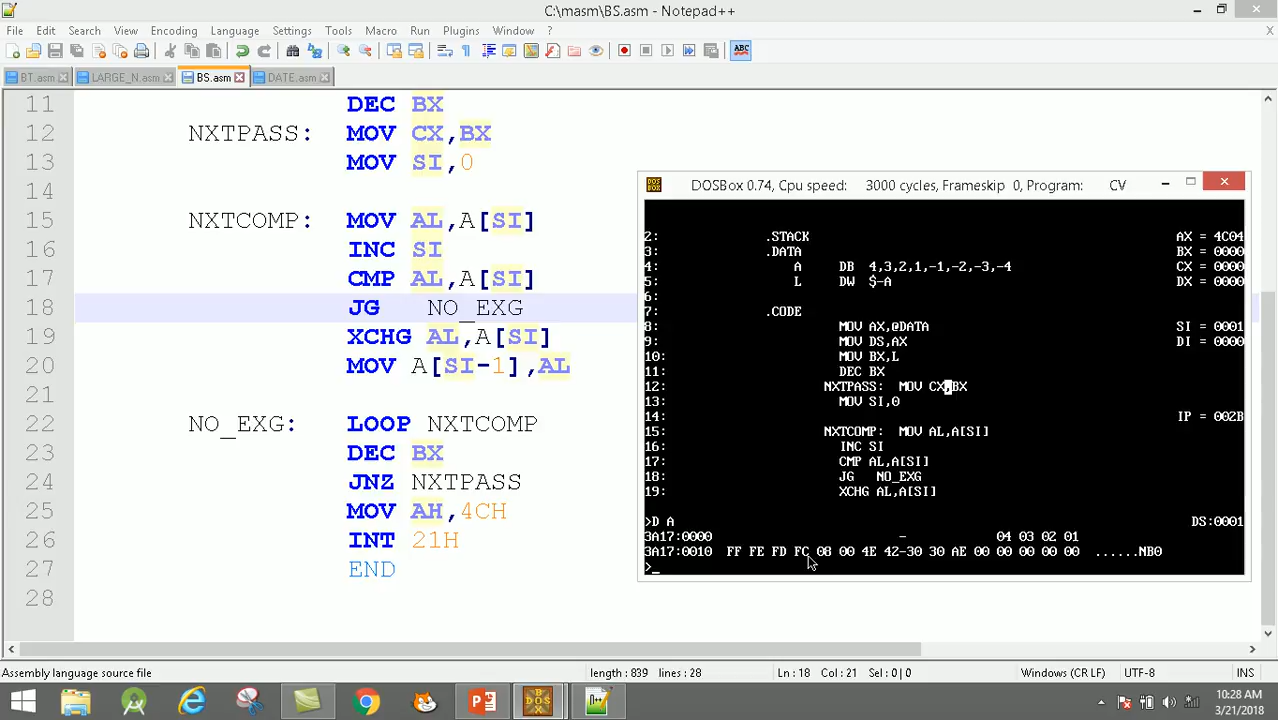 C:\masm\BS.asm - Notepad++
File Edit Search View Encoding Language Settings Tools Macro Run Plugins Window ?
X
ABC
BT.asm LARGE_N.asm BS.asm DATE.asm
11 DEC BX
12 NXTPASS: MOV CX,BX
13 MOV SI,0
14
15 NXTCOMP: MOV AL,A[SI]
16 INC SI
17 CMP AL,A[SI]
18 JG NO_EXG
19 XCHG AL,A[SI]
20 MOV A[SI-1],AL
21
22 NO_EXG: LOOP NXTCOMP
23 DEC BX
24 JNZ NXTPASS
25 MOV AH,4CH
26 INT 21H
27 END
28
DOSBox 0.74, Cpu speed: 3000 cycles, Frameskip 0, Program: CV
2: .STACK AX = 4C04
3: .DATA BX = 0000
4: A DB 4,3,2,1,-1,-2,-3,-4 CX = 0000
5: L DW $-A DX = 0000
6:
7: .CODE
8: MOV AX,@DATA SI = 0001
9: MOV DS,AX DI = 0000
10: MOV BX,L
11: DEC BX
12: NXTPASS: MOV CX,BX
13: MOV SI,0
14: IP = 002B
15: NXTCOMP: MOV AL,A[SI]
16: INC SI
17: CMP AL,A[SI]
18: JG NO_EXG
19: XCHG AL,A[SI]
>D A DS:0001
3A17:0000 - 04 03 02 01
3A17:0010 FF FE FD FC 08 00 4E 42-30 30 AE 00 00 00 00 00 ......NB0
>_
Assembly language source file length : 839 lines : 28 Ln : 18 Col : 21 Sel : 0 | 0 Windows (CR LF) UTF-8 INS
10:28 AM
3/21/2018